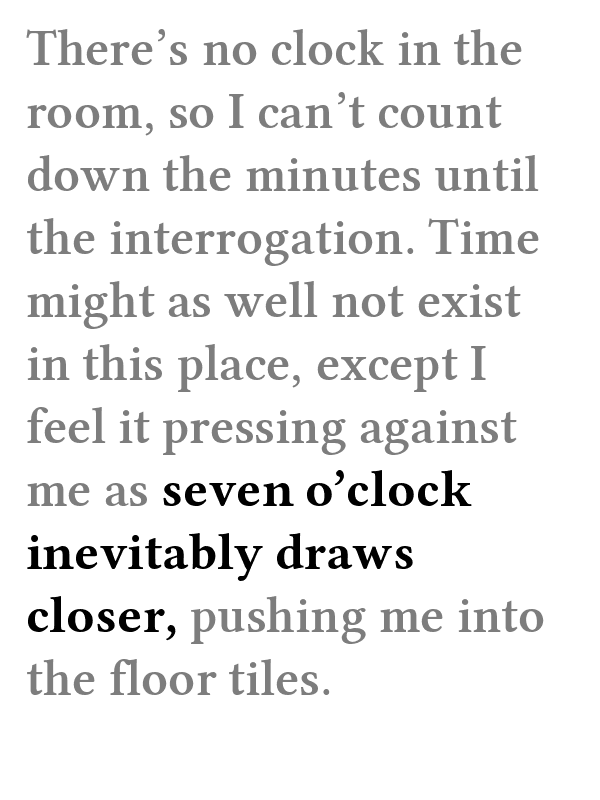 There’s no clock in the
room, so I can’t count
down the minutes until
the interrogation. Time
might as well not exist
in this place, except I
feel it pressing against
me as seven o’clock
inevitably draws
closer, pushing me into
the floor tiles.